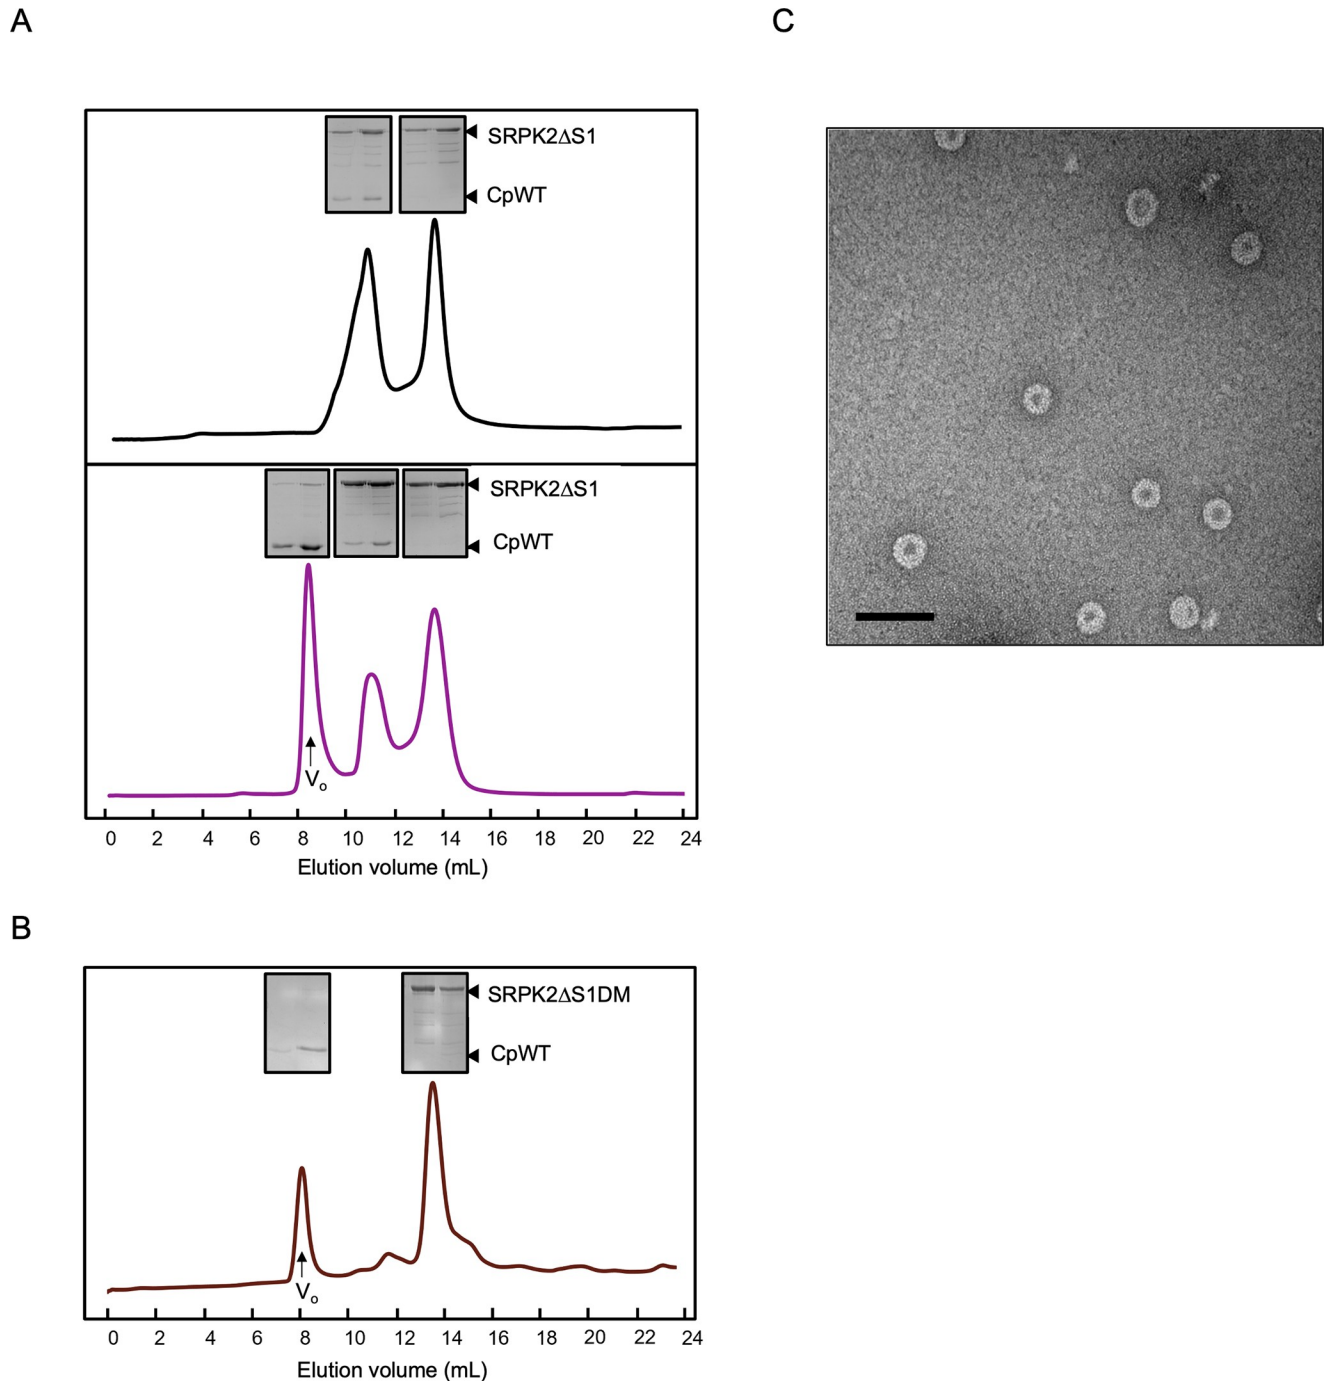 A
C
SRPK2ΔS1
CpWT
SRPK2ΔS1
CpWT
Vo
0 2 4 6 8 10 12 14 16 18 20 22 24
Elution volume (mL)
B
SRPK2ΔS1DM
CpWT
Vo
0 2 4 6 8 10 12 14 16 18 20 22 24
Elution volume (mL)